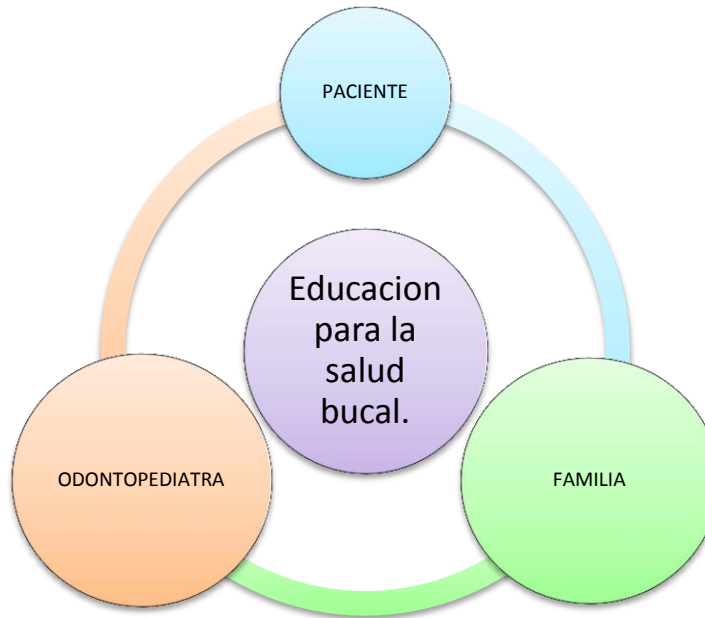 PACIENTE
Educacion
para la
salud
bucal.
ODONTOPEDIATRA
FAMILIA